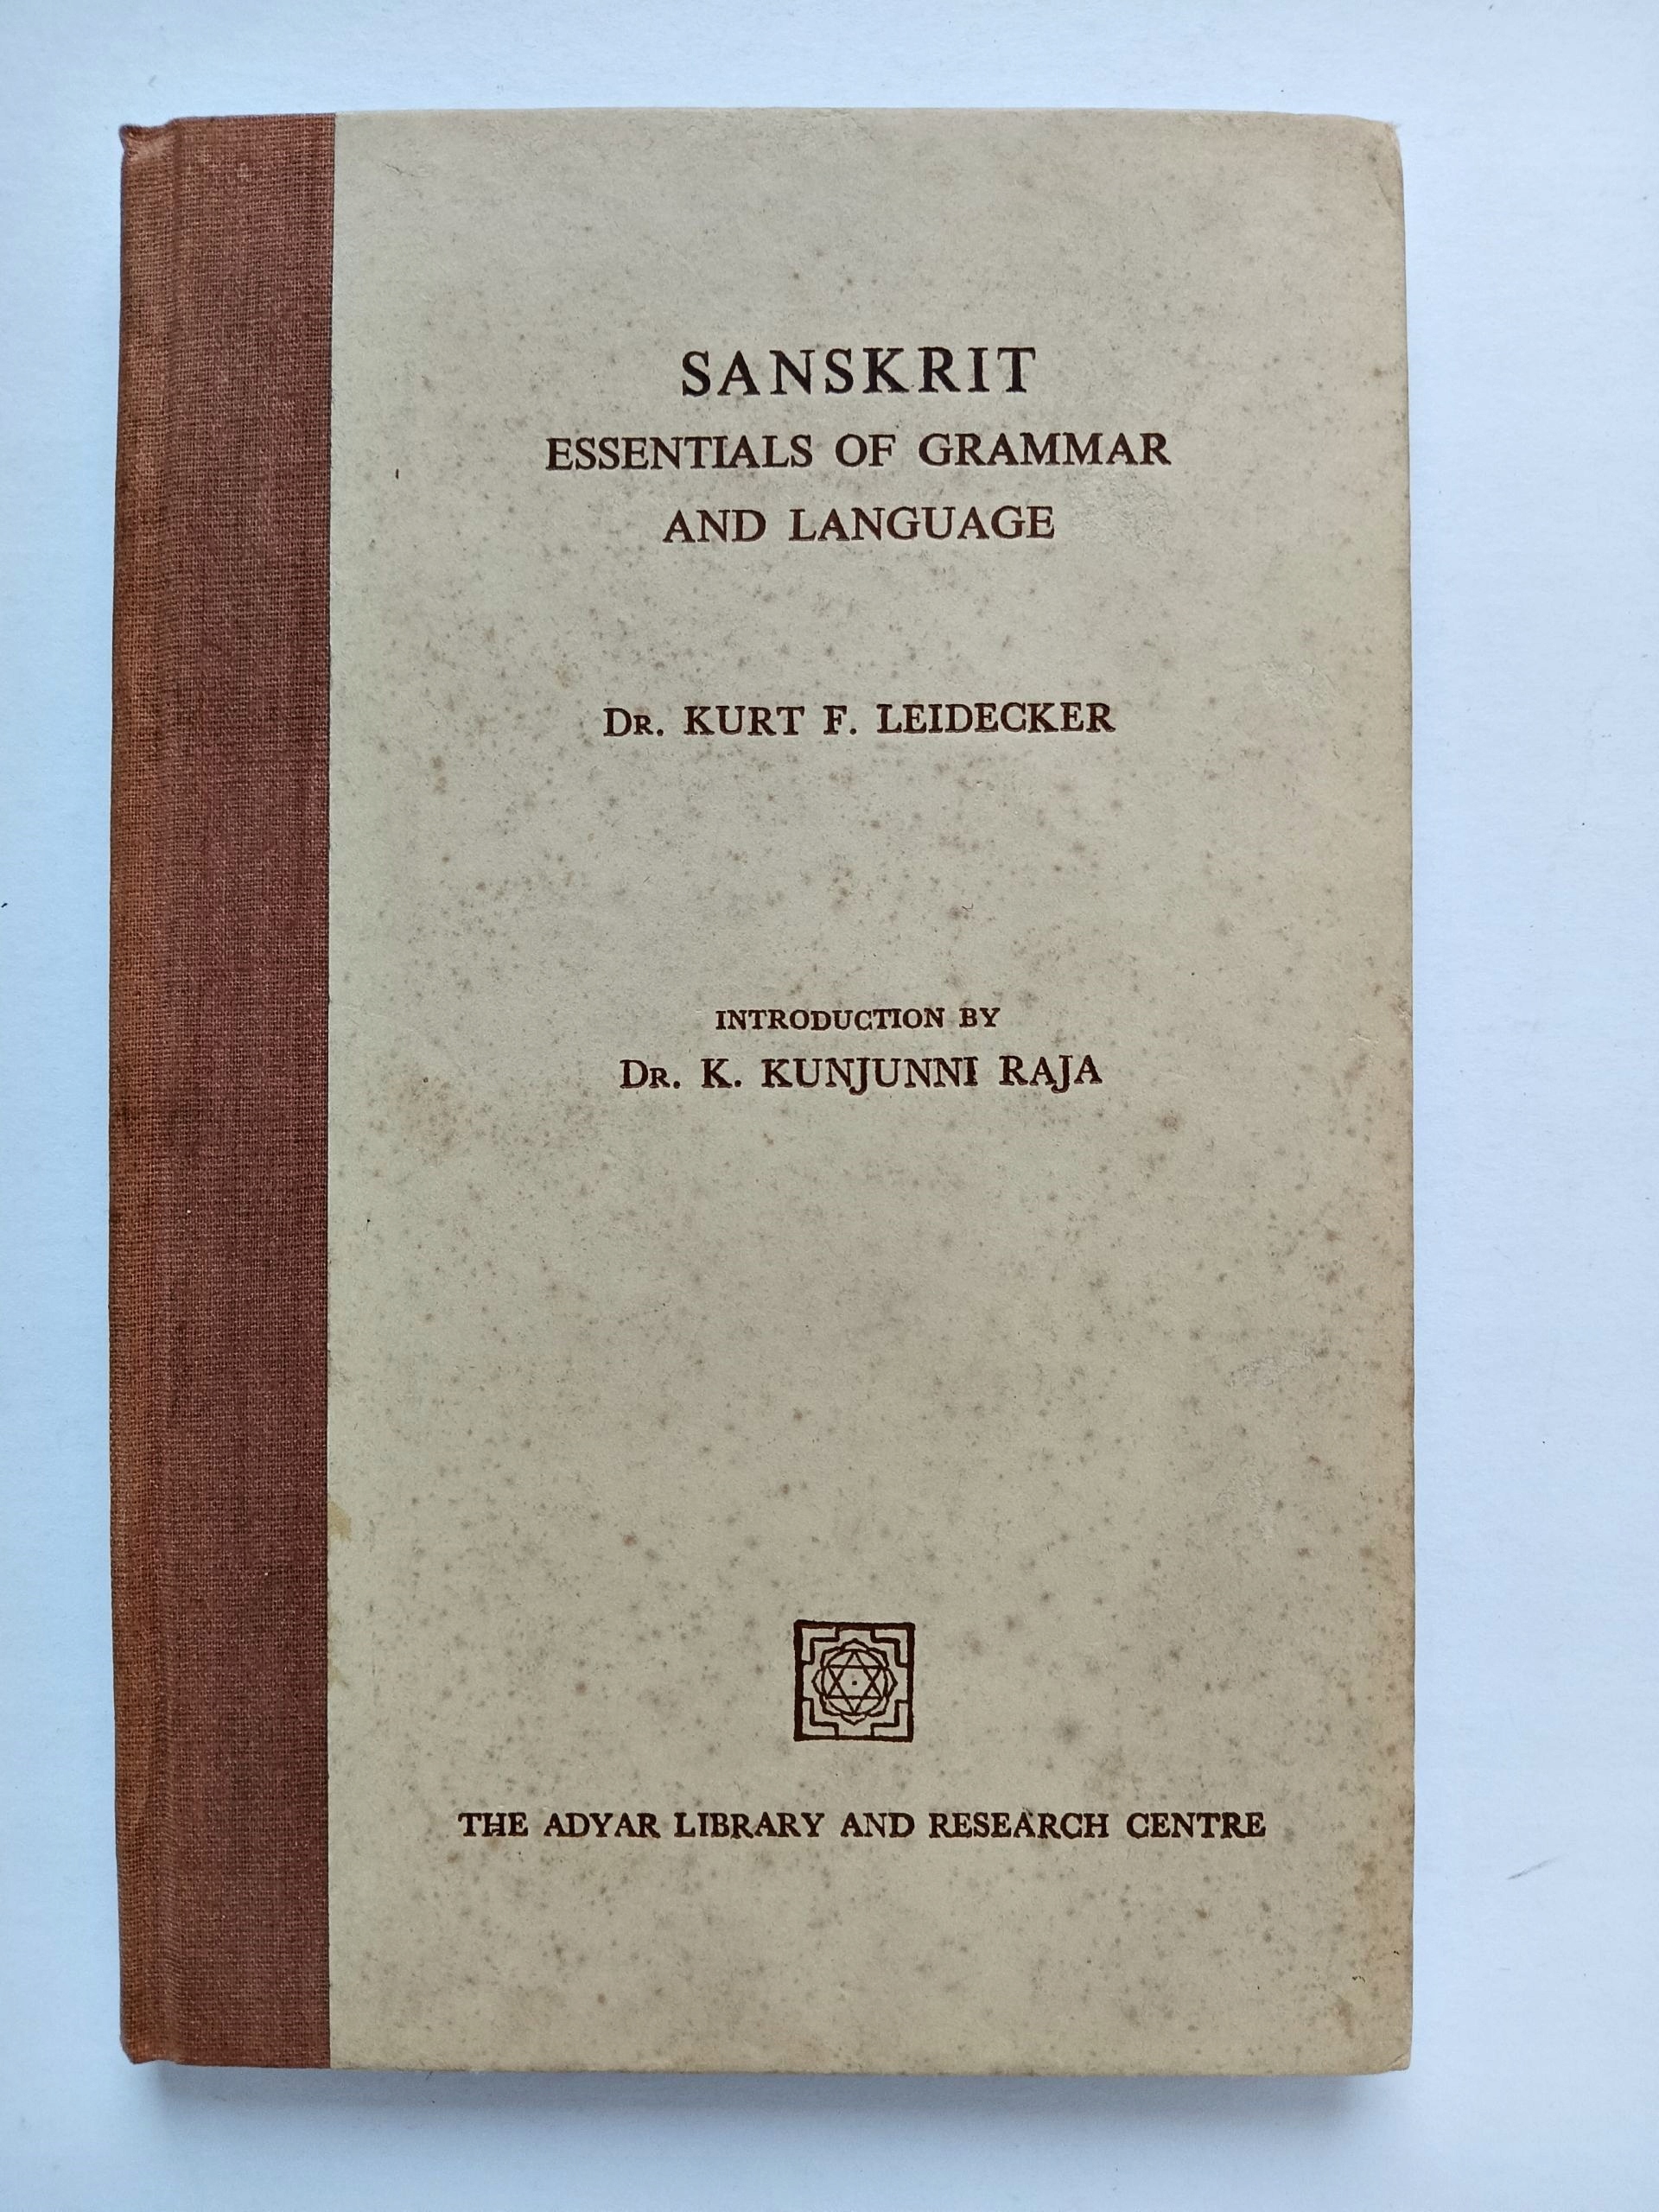 SANSKRIT
ESSENTIALS OF GRAMMAR
AND LANGUAGE
DR. KURT F. LEIDECKER
INTRODUCTION BY
DR. K. KUNJUNNI RAJA
THE ADYAR LIBRARY AND RESEARCH CENTRE